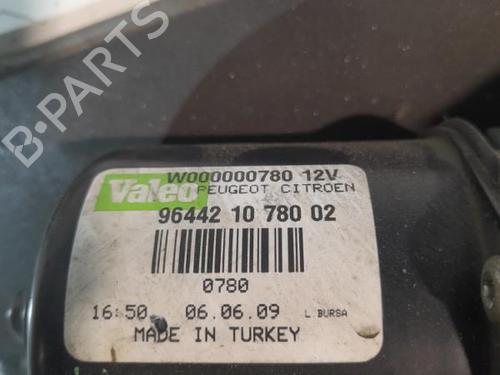 B-PARTS
W000000780 12V
Valeo PEUGEOT CITROEN
96442 10 780 02
0780
16:50 06.06.09 L BURSA
MADE IN TURKEY